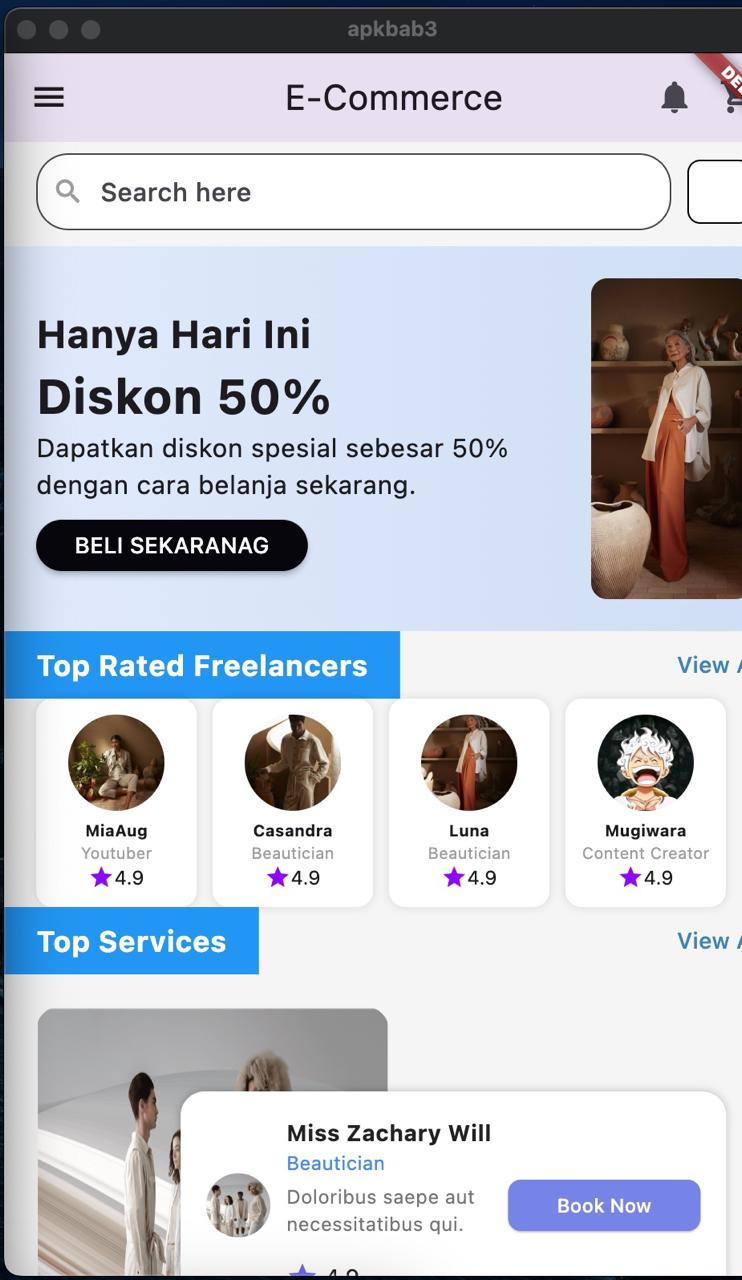 apkbab3
E-Commerce
Search here
Hanya Hari Ini
Diskon 50%
Dapatkan diskon spesial sebesar 50%
dengan cara belanja sekarang.
BELI SEKARANAG
Top Rated Freelancers
View
MiaAug
Youtuber
4.9
Casandra
Beautician
4.9
Luna
Beautician
4.9
Mugiwara
Content Creator
4.9
Top Services
View
Miss Zachary Will
Beautician
Doloribus saepe aut
necessitatibus qui.
Book Now
4.9